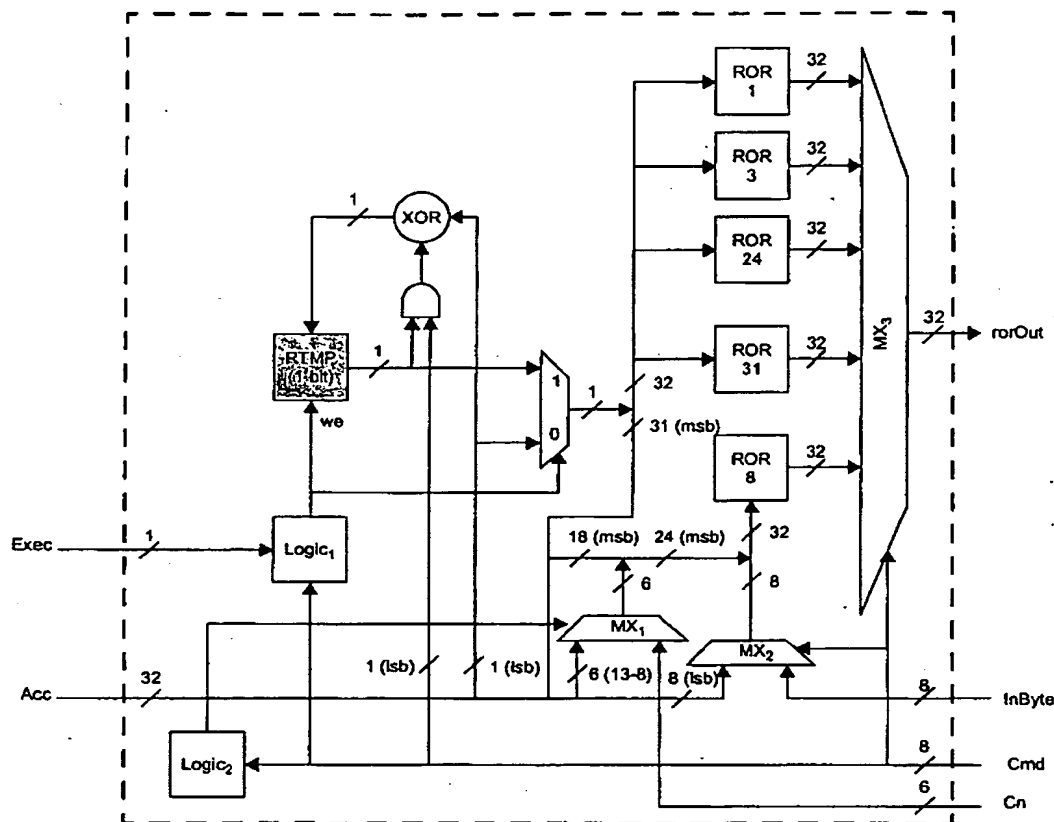 ROR
1
32
ROR
3
32
ROR
24
32
ROR
31
32
ROR
8
32
MX3
32
rorOut
1
XOR
RTMP
(1-bit)
1
we
1
0
1
32
31 (msb)
Exec
1
Logic1
18 (msb)
24 (msb)
32
6
8
MX1
MX2
1 (lsb)
1 (lsb)
6 (13-8)
8 (lsb)
Acc
32
8
InByte
Logic2
8
Cmd
6
Cn